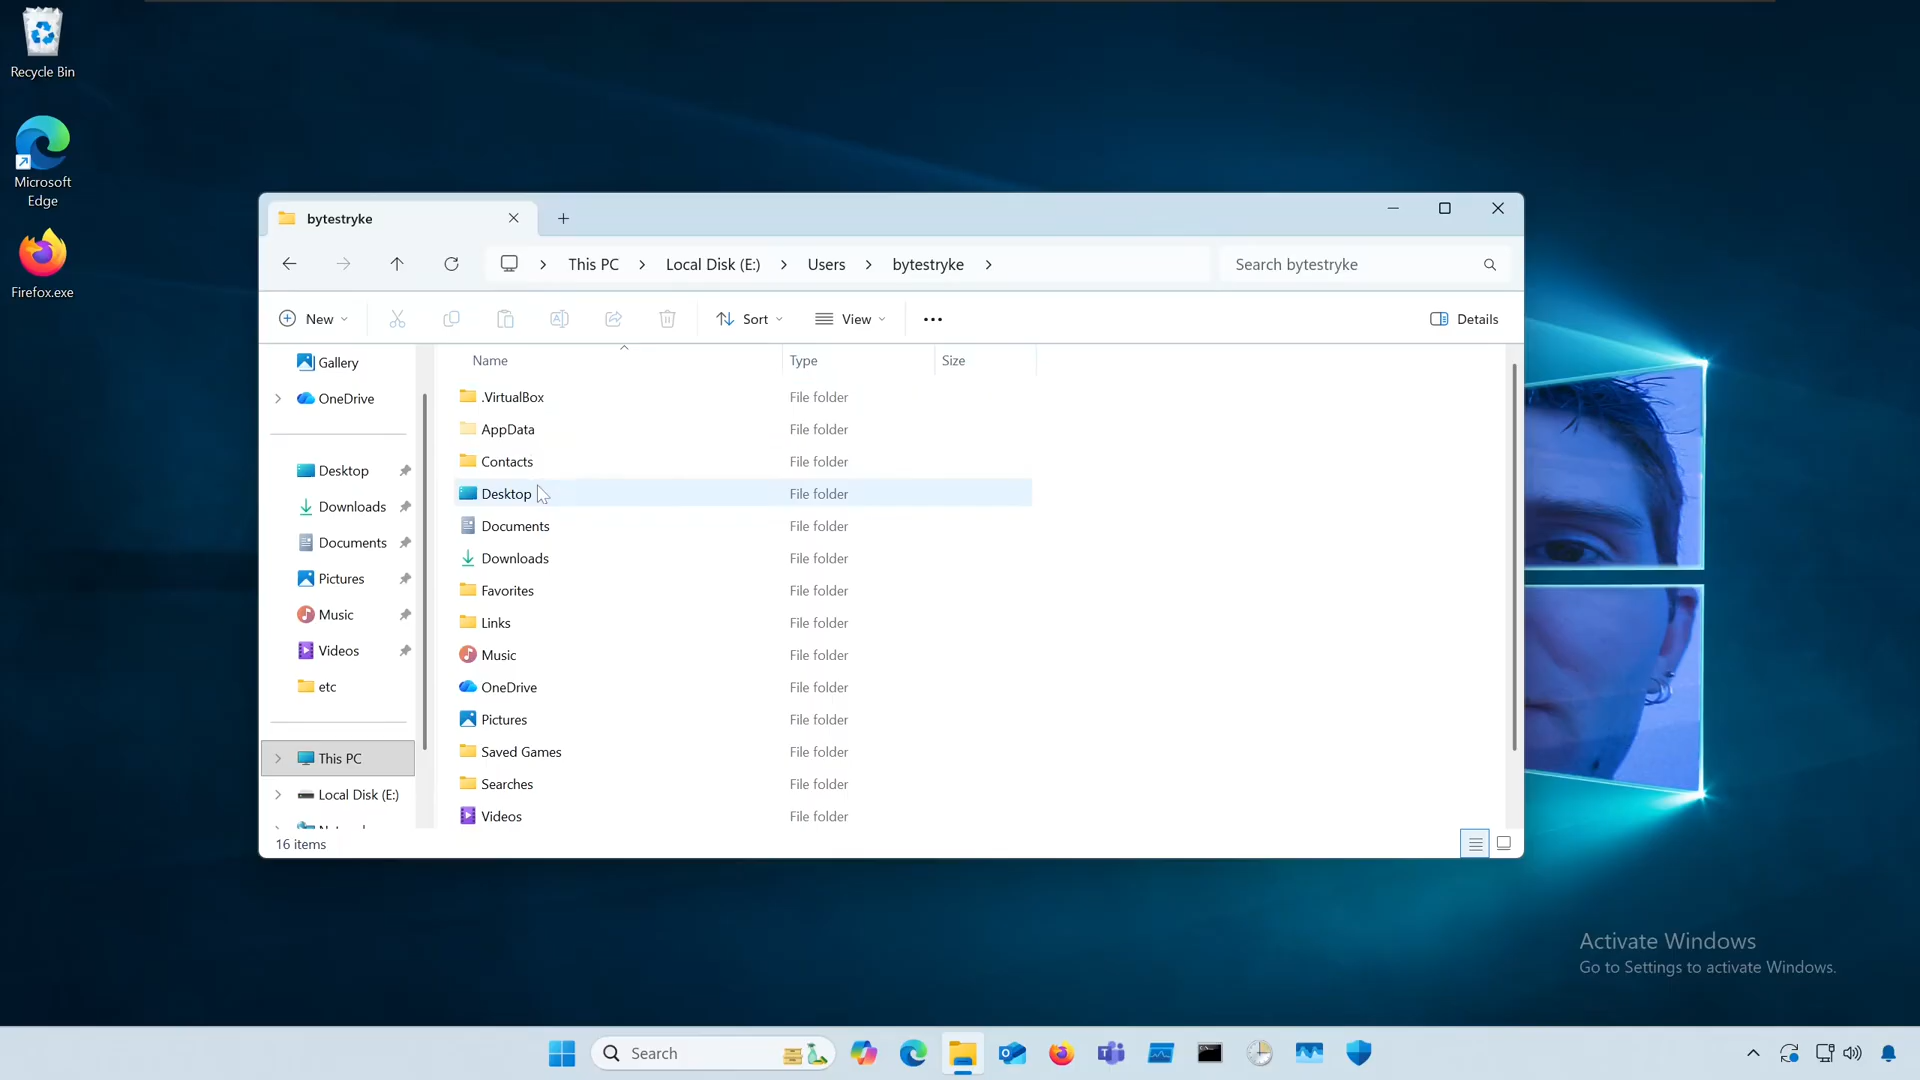 Recycle Bin
Microsoft
Edge
Firefox.exe
bytestryke
This PC
Local Disk (E:)
Users
bytestryke
Search bytestryke
New
Sort
View
Details
Gallery
OneDrive
Desktop
Downloads
Documents
Pictures
Music
Videos
etc
This PC
Local Disk (E:)
Name Type Size
.VirtualBox File folder
AppData File folder
Contacts File folder
Desktop File folder
Documents File folder
Downloads File folder
Favorites File folder
Links File folder
Music File folder
OneDrive File folder
Pictures File folder
Saved Games File folder
Searches File folder
Videos File folder
16 items
Activate Windows
Go to Settings to activate Windows.
Search